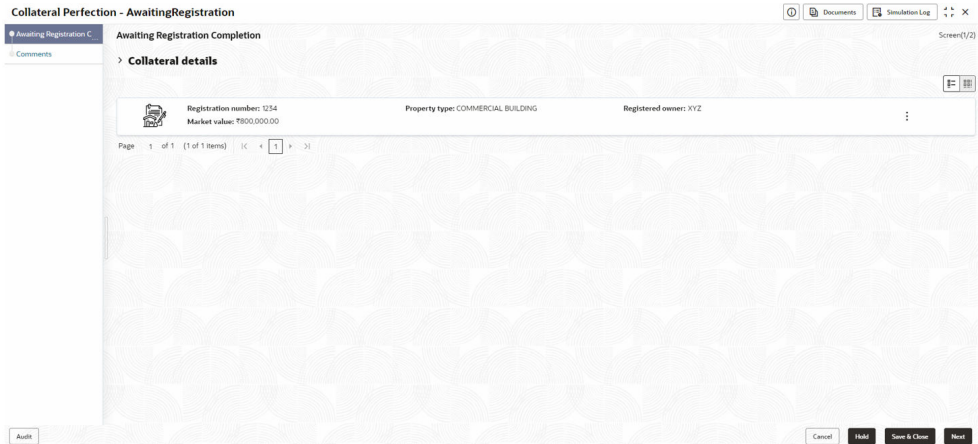 Collateral Perfection - AwaitingRegistration
Documents
Simulation Log
Awaiting Registration C...
Awaiting Registration Completion
Screen(1/2)
Comments
Collateral details
Registration number: 1234 Property type: COMMERCIAL BUILDING Registered owner: XYZ
Market value: ₹800,000.00
Page 1 of 1 (1 of 1 items) 1
Audit
Cancel
Hold
Save & Close
Next